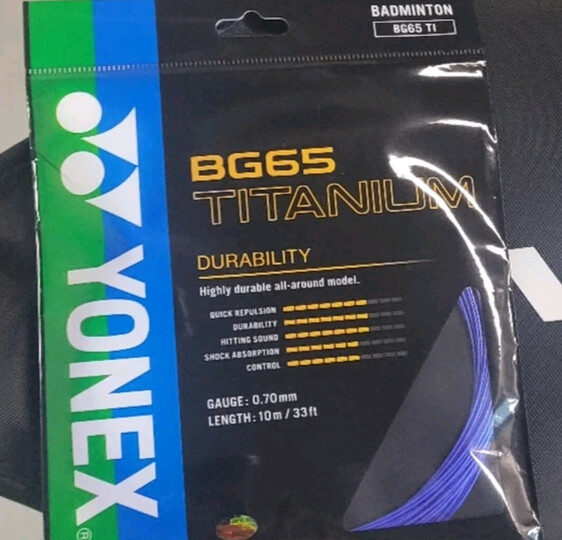 BADMINTON
BG65 TI
YONEX®
BG65
TITANIUM
DURABILITY
Highly durable all-around model.
QUICK REPULSION
DURABILITY
HITTING SOUND
SHOCK ABSORPTION
CONTROL
GAUGE: 0.70mm
LENGTH: 10m / 33ft